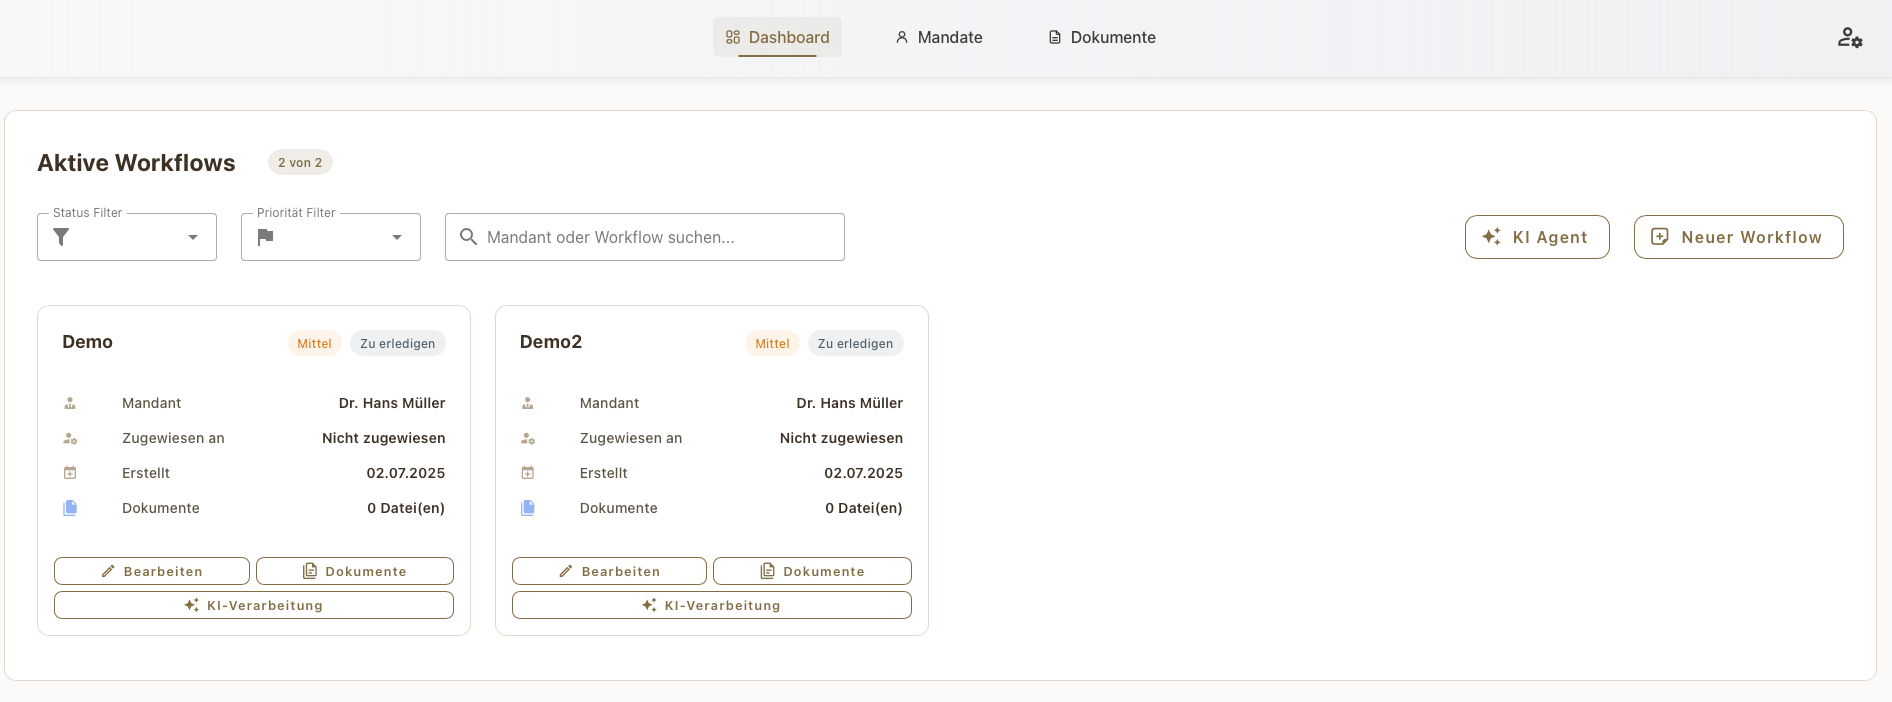 Dashboard Mandate Dokumente
Aktive Workflows 2 von 2
Status Filter Priorität Filter
Mandant oder Workflow suchen... KI Agent Neuer Workflow
Demo Mittel Zu erledigen
Mandant Dr. Hans Müller
Zugewiesen an Nicht zugewiesen
Erstellt 02.07.2025
Dokumente 0 Datei(en)
Bearbeiten Dokumente
KI-Verarbeitung
Demo2 Mittel Zu erledigen
Mandant Dr. Hans Müller
Zugewiesen an Nicht zugewiesen
Erstellt 02.07.2025
Dokumente 0 Datei(en)
Bearbeiten Dokumente
KI-Verarbeitung